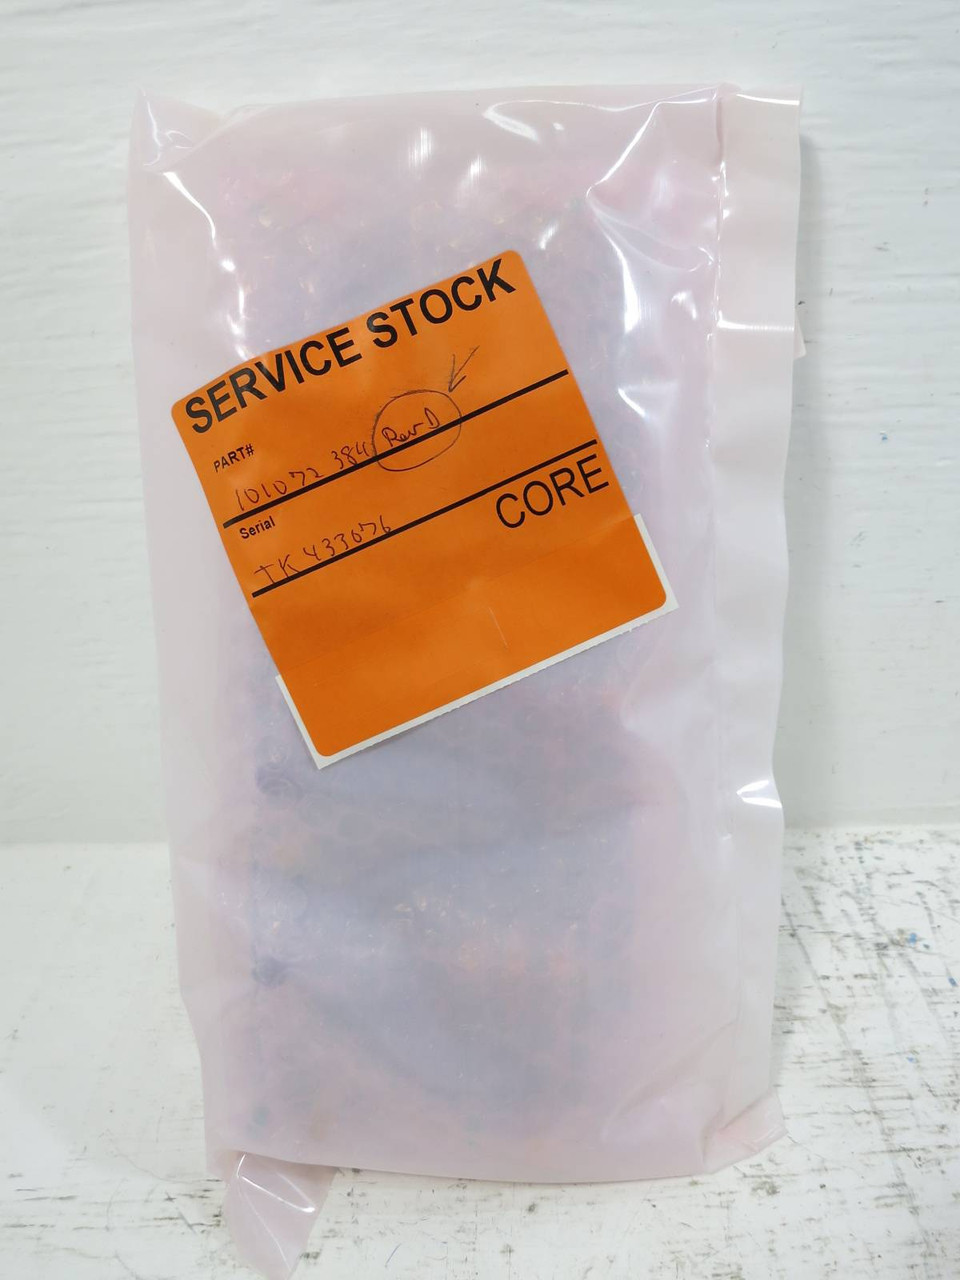 SERVICE STOCK
PART#
101072 384 Rev D
Serial
TK 433076
CORE